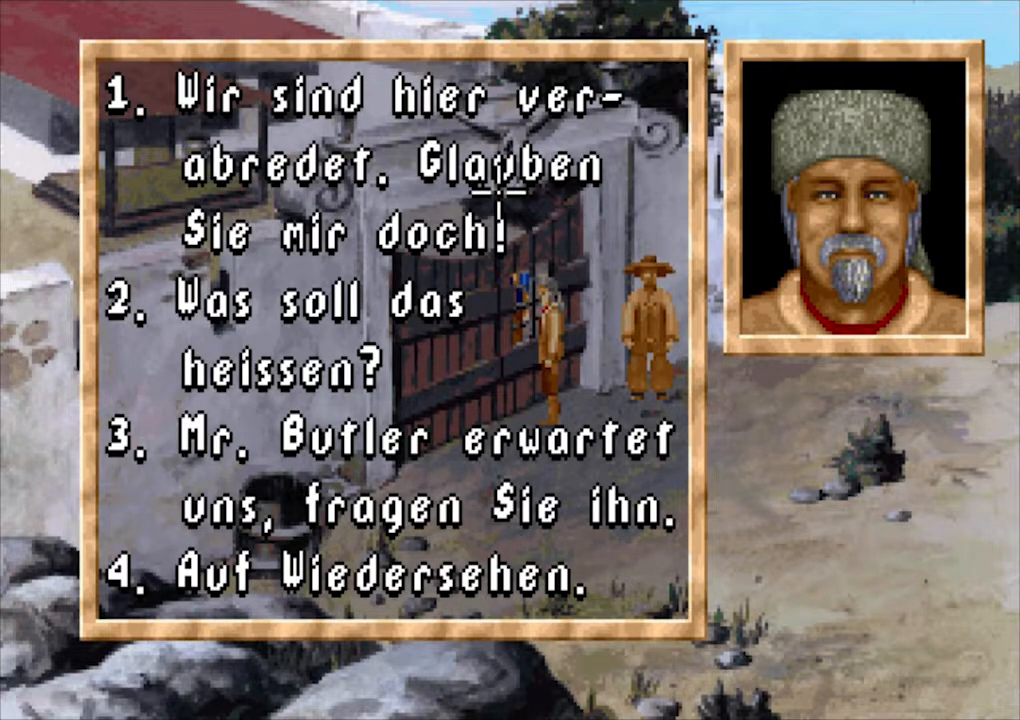 1. Wir sind hier ver-
abredet. Glauben
Sie mir doch!
2. Was soll das
heissen?
3. Mr. Butler erwartet
uns, fragen Sie ihn.
4. Auf Wiedersehen.